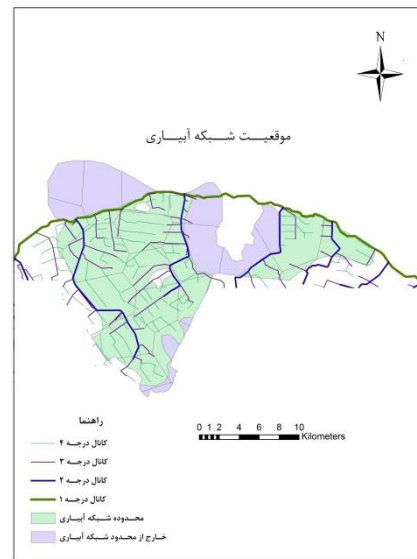 N
موقعیت شبکه آبیاری
راهنما
کانال درجه ۴
کانال درجه ۳
کانال درجه ۲
کانال درجه ۱
محدوده شبکه آبیاری
خارج از محدود شبکه آبیاری
0 1 2 4 6 8 10
Kilometers